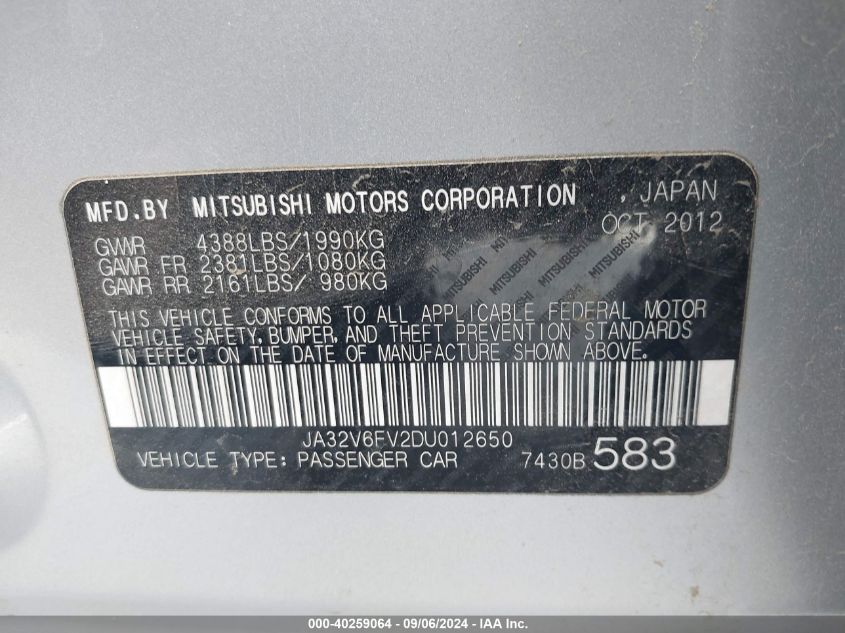 MFD.BY MITSUBISHI MOTORS CORPORATION , JAPAN
OCT 2012
GVWR 4388LBS/1990KG
GAWR FR 2381LBS/1080KG
GAWR RR 2161LBS/ 980KG
MITSUBISHI MITSUBISHI MITSUBISHI
THIS VEHICLE CONFORMS TO ALL APPLICABLE FEDERAL MOTOR
VEHICLE SAFETY, BUMPER, AND THEFT PREVENTION STANDARDS
IN EFFECT ON THE DATE OF MANUFACTURE SHOWN ABOVE.
JA32V6FV2DU012650
VEHICLE TYPE: PASSENGER CAR 7430B 583
000-40259064 - 09/06/2024 - IAA Inc.